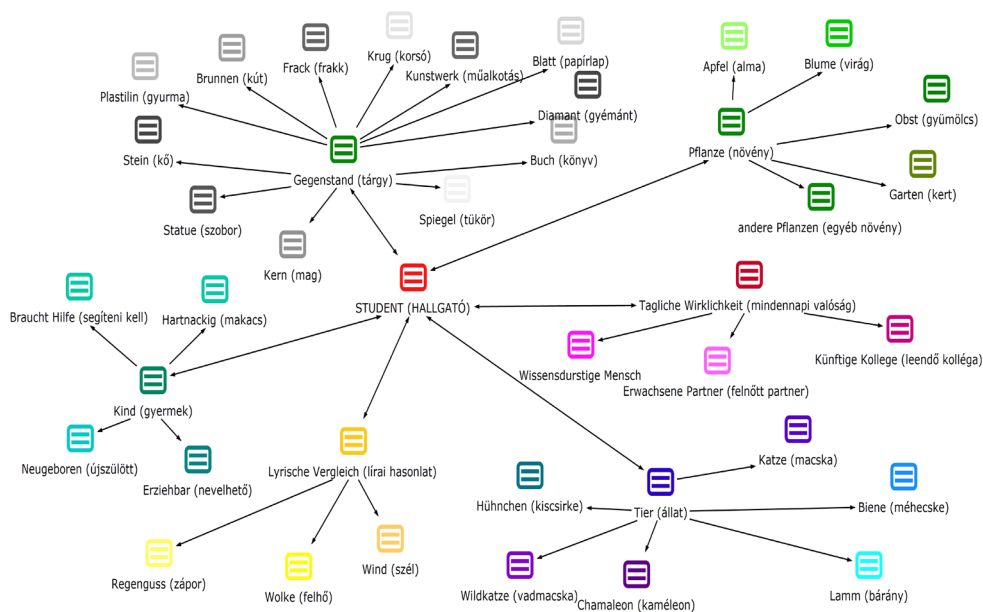 Krug (korsó)
Frack (frakk)
Blatt (papírlap)
Apfel (alma)
Blume (virág)
Brunnen (kút)
Kunstwerk (műalkotás)
Plastilin (gyurma)
Diamant (gyémánt)
Obst (gyümölcs)
Stein (kő)
Buch (könyv)
Pflanze (növény)
Gegenstand (tárgy)
Garten (kert)
Spiegel (tükör)
Statue (szobor)
andere Pflanzen (egyéb növény)
Kern (mag)
STUDENT (HALLGATÓ)
Tagliche Wirklichkeit (mindennapi valóság)
Braucht Hilfe (segíteni kell)
Hartnackig (makacs)
Künftige Kollege (leendő kolléga)
Wissensdurstige Mensch
Erwachsene Partner (felnőtt partner)
Kind (gyermek)
Katze (macska)
Neugeboren (újszülött)
Lyrische Vergleich (lírai hasonlat)
Erziehbar (nevelhető)
Hühnchen (kiscsirke)
Tier (állat)
Biene (méhecske)
Wind (szél)
Regenguss (zápor)
Wolke (felhő)
Wildkatze (vadmacska)
Chamaleon (kaméleon)
Lamm (bárány)